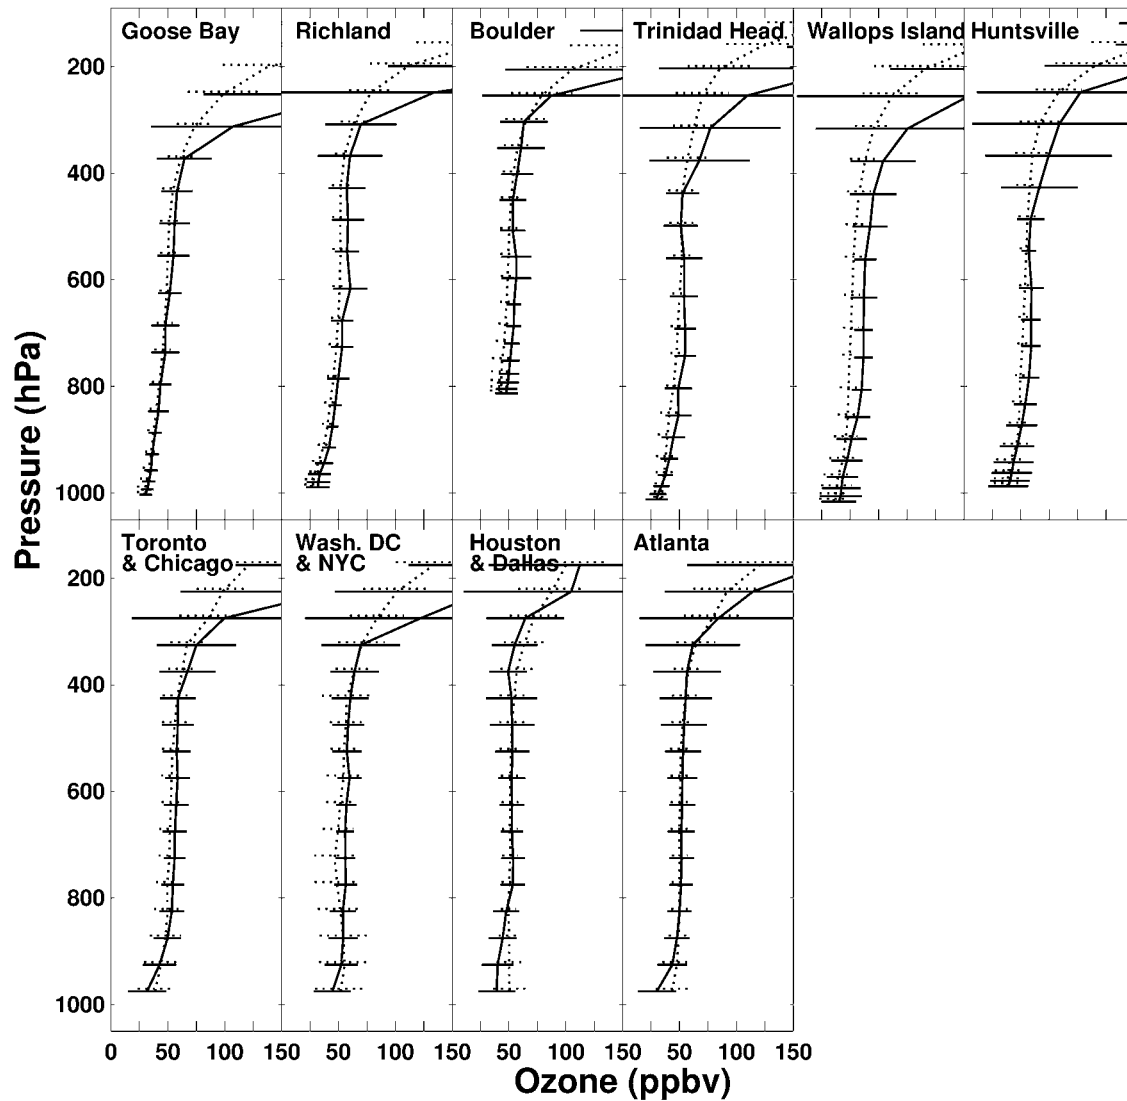 Goose Bay Richland Boulder Trinidad Head Wallops Island Huntsville
200
400
600
800
1000
Pressure (hPa)
Toronto & Chicago
Wash. DC & NYC
Houston & Dallas
Atlanta
200
400
600
800
1000
0 50 100 150 50 100 150 50 100 150 50 100 150
Ozone (ppbv)